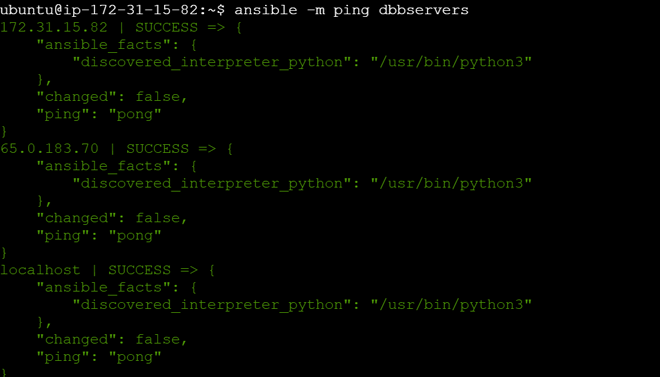 ubuntu@ip-172-31-15-82:~$ ansible -m ping dbbservers
172.31.15.82 | SUCCESS => {
    "ansible_facts": {
        "discovered_interpreter_python": "/usr/bin/python3"
    },
    "changed": false,
    "ping": "pong"
}
65.0.183.70 | SUCCESS => {
    "ansible_facts": {
        "discovered_interpreter_python": "/usr/bin/python3"
    },
    "changed": false,
    "ping": "pong"
}
localhost | SUCCESS => {
    "ansible_facts": {
        "discovered_interpreter_python": "/usr/bin/python3"
    },
    "changed": false,
    "ping": "pong"
}